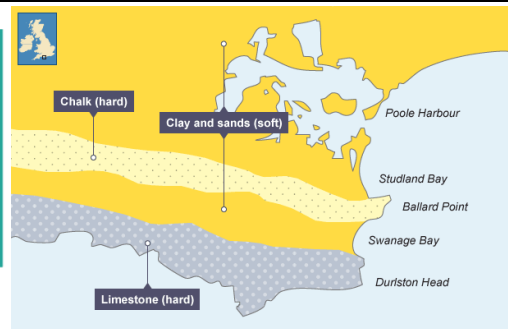 Chalk (hard)
Clay and sands (soft)
Poole Harbour
Studland Bay
Ballard Point
Swanage Bay
Durlston Head
Limestone (hard)